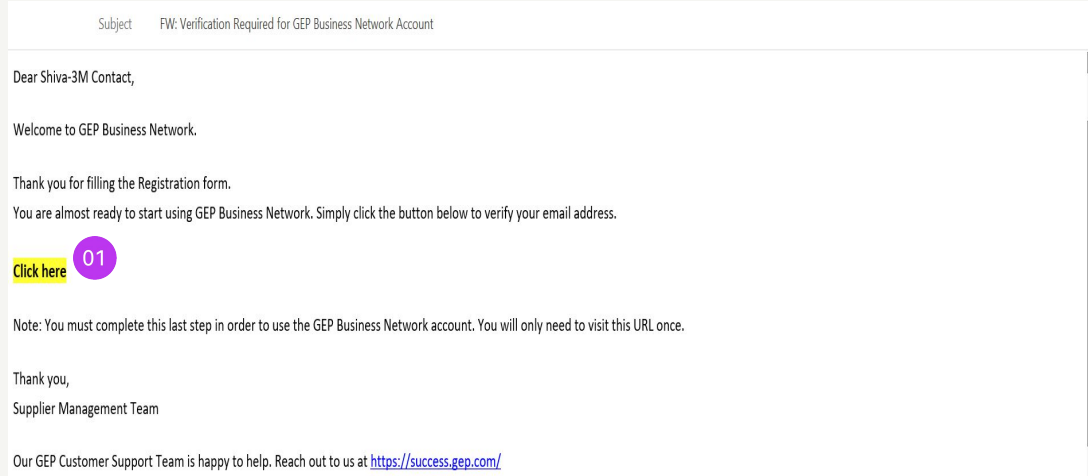 Subject FW: Verification Required for GEP Business Network Account
Dear Shiva-3M Contact,
Welcome to GEP Business Network.
Thank you for filling the Registration form.
You are almost ready to start using GEP Business Network. Simply click the button below to verify your email address.
Click here 01
Note: You must complete this last step in order to use the GEP Business Network account. You will only need to visit this URL once.
Thank you,
Supplier Management Team
Our GEP Customer Support Team is happy to help. Reach out to us at https://success.gep.com/